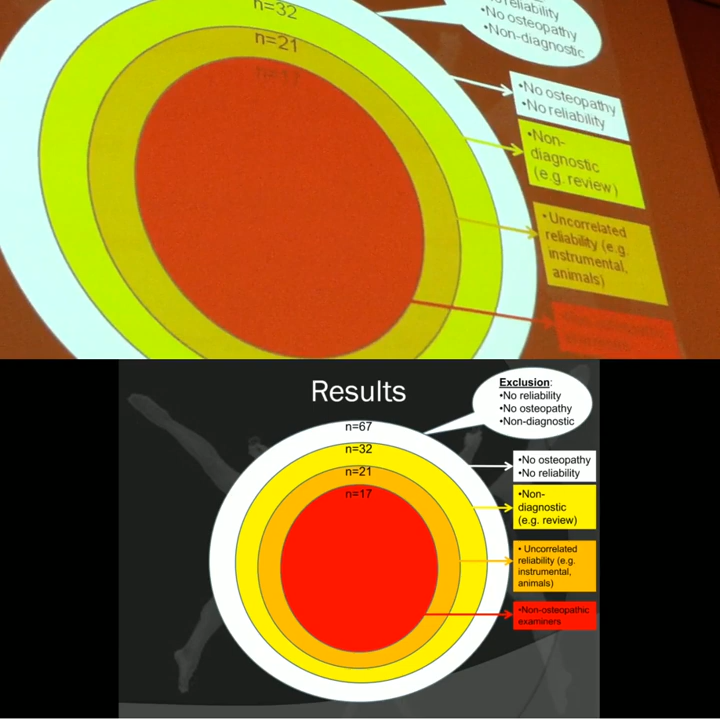 n=32
n=21
n=17
reliability
•No osteopathy
•Non-diagnostic
•No osteopathy
•No reliability
•Non-
diagnostic
(e.g. review)
•Uncorrelated
reliability (e.g.
instrumental,
animals)
Results
Exclusion:
•No reliability
•No osteopathy
•Non-diagnostic
n=67
n=32
n=21
n=17
•No osteopathy
•No reliability
•Non-
diagnostic
(e.g. review)
• Uncorrelated
reliability (e.g.
instrumental,
animals)
•Non-osteopathic
examiners